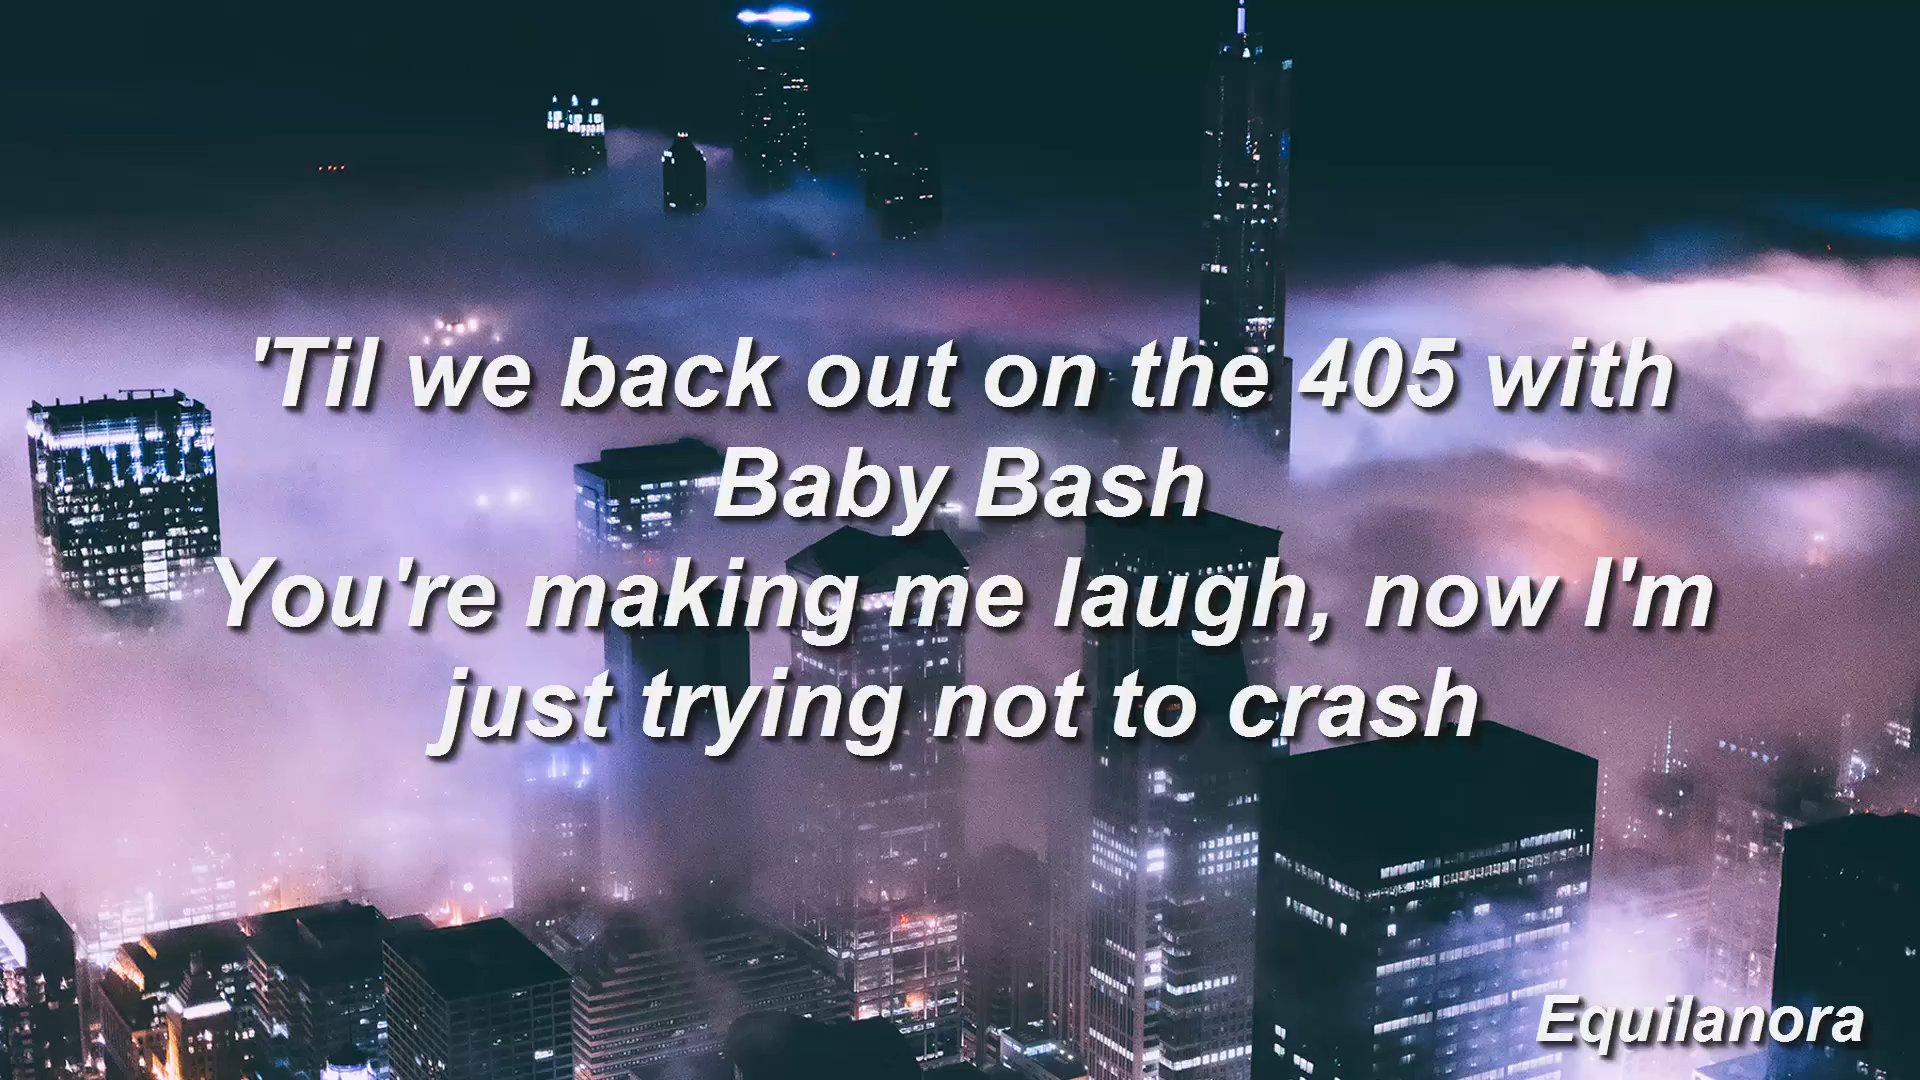 'Til we back out on the 405 with
Baby Bash
You're making me laugh, now I'm
just trying not to crash
Equilanora